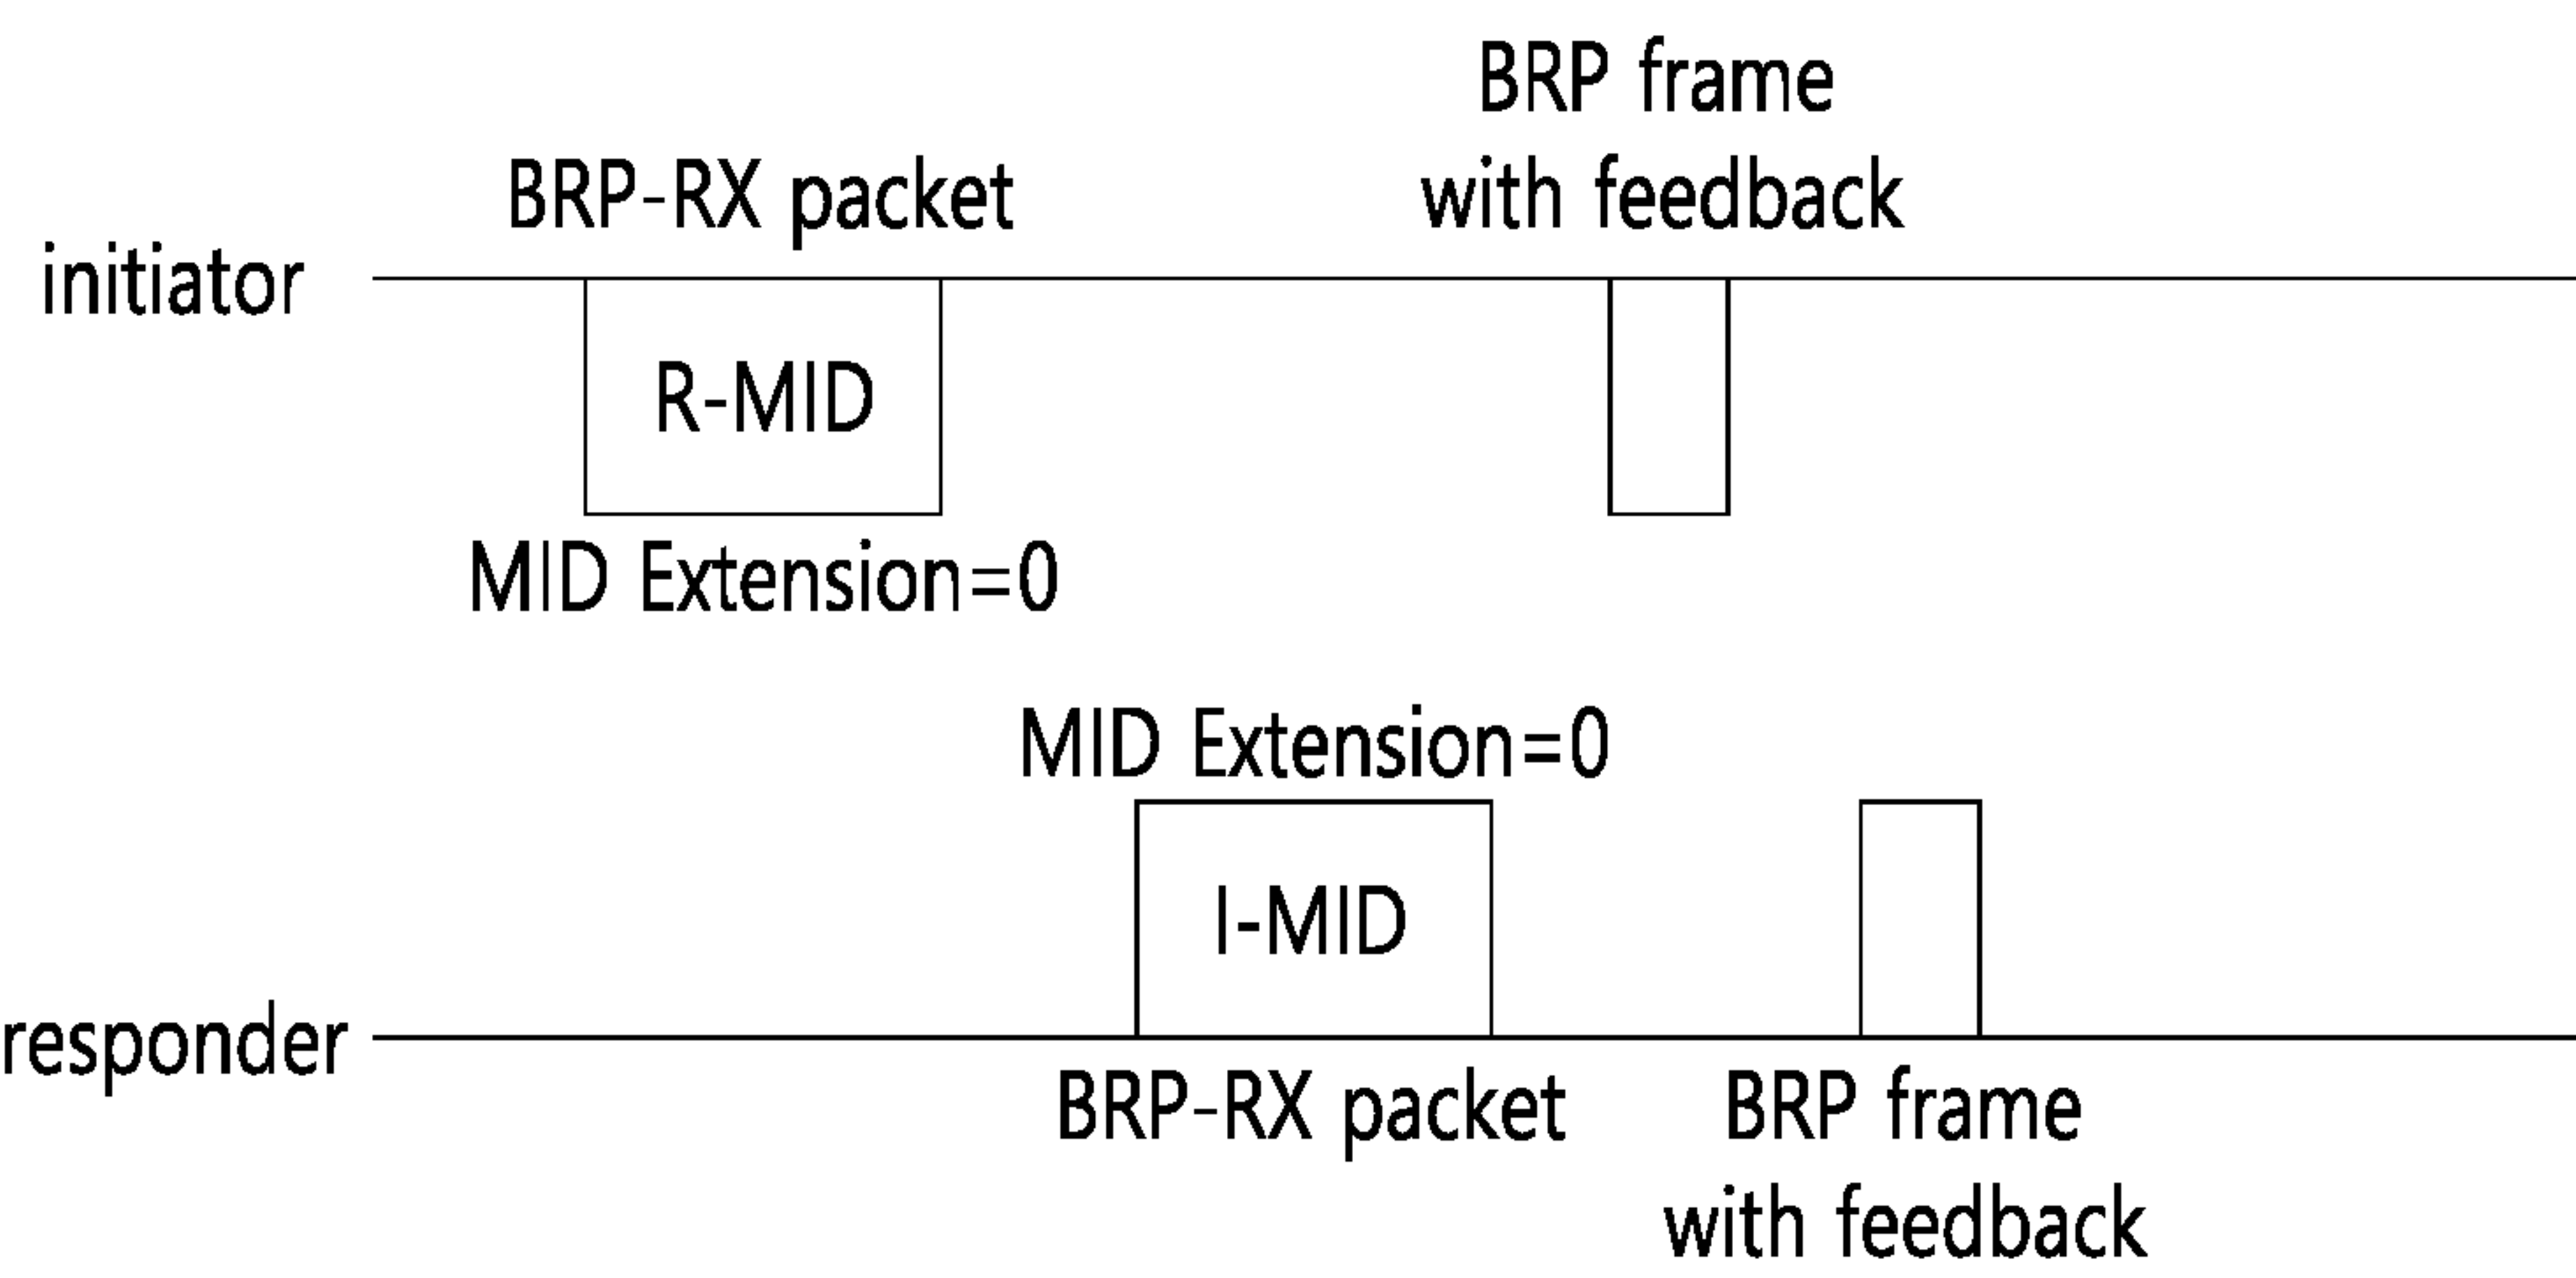 BRP frame
with feedback
BRP-RX packet
initiator
R-MID
MID Extension=0
MID Extension=0
I-MID
responder
BRP-RX packet
BRP frame
with feedback